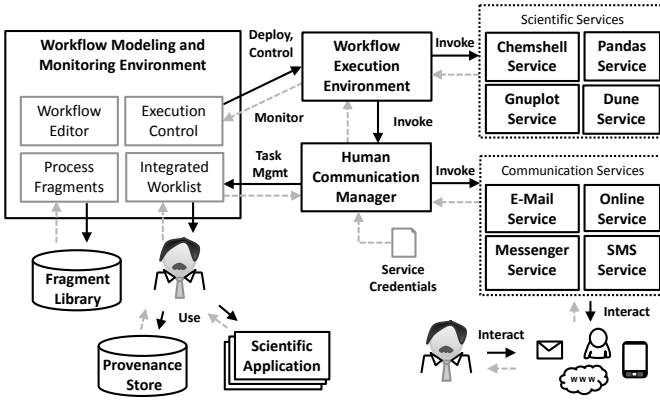 Workflow Modeling and
Monitoring Environment
Workflow
Editor
Execution
Control
Process
Fragments
Integrated
Worklist
Deploy,
Control
Monitor
Workflow
Execution
Environment
Invoke
Invoke
Scientific Services
Chemshell
Service
Pandas
Service
Gnuplot
Service
Dune
Service
Task
Mgmt
Human
Communication
Manager
Invoke
Communication Services
E-Mail
Service
Online
Service
Messenger
Service
SMS
Service
Service
Credentials
Fragment
Library
Use
Provenance
Store
Scientific
Application
Interact
Interact
www